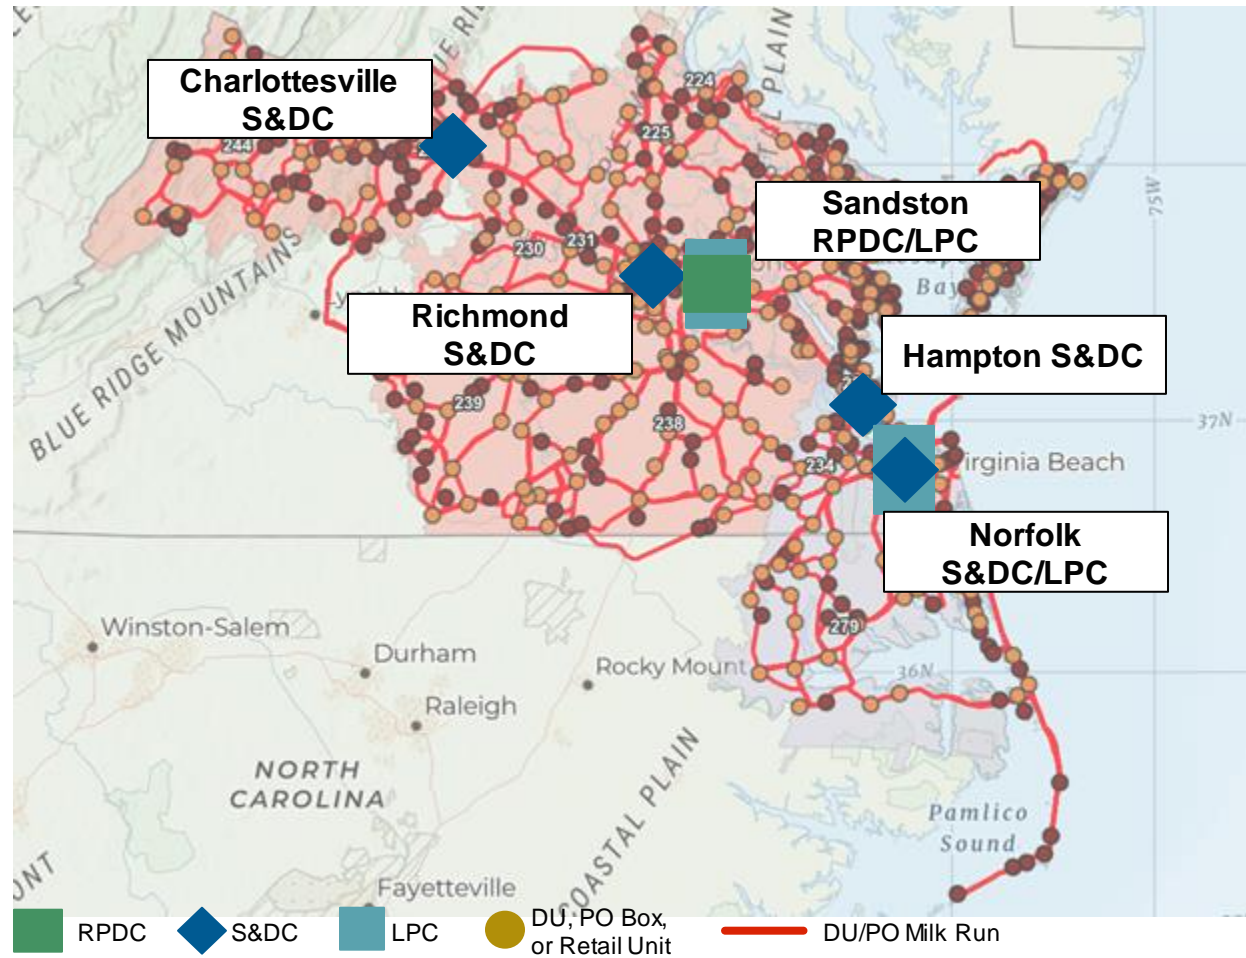 Charlottesville
S&DC
Sandston
RPDC/LPC
Richmond
S&DC
Hampton S&DC
Norfolk
S&DC/LPC
224
225
244
230
231
239
238
234
279
BLUE RIDGE MOUNTAINS
Bay
75W
37N
36N
Virginia Beach
Winston-Salem
Durham
Raleigh
Rocky Mount
NORTH
CAROLINA
COASTAL PLAIN
Pamlico
Sound
Fayetteville
RPDC
S&DC
LPC
DU, PO Box,
or Retail Unit
DU/PO Milk Run